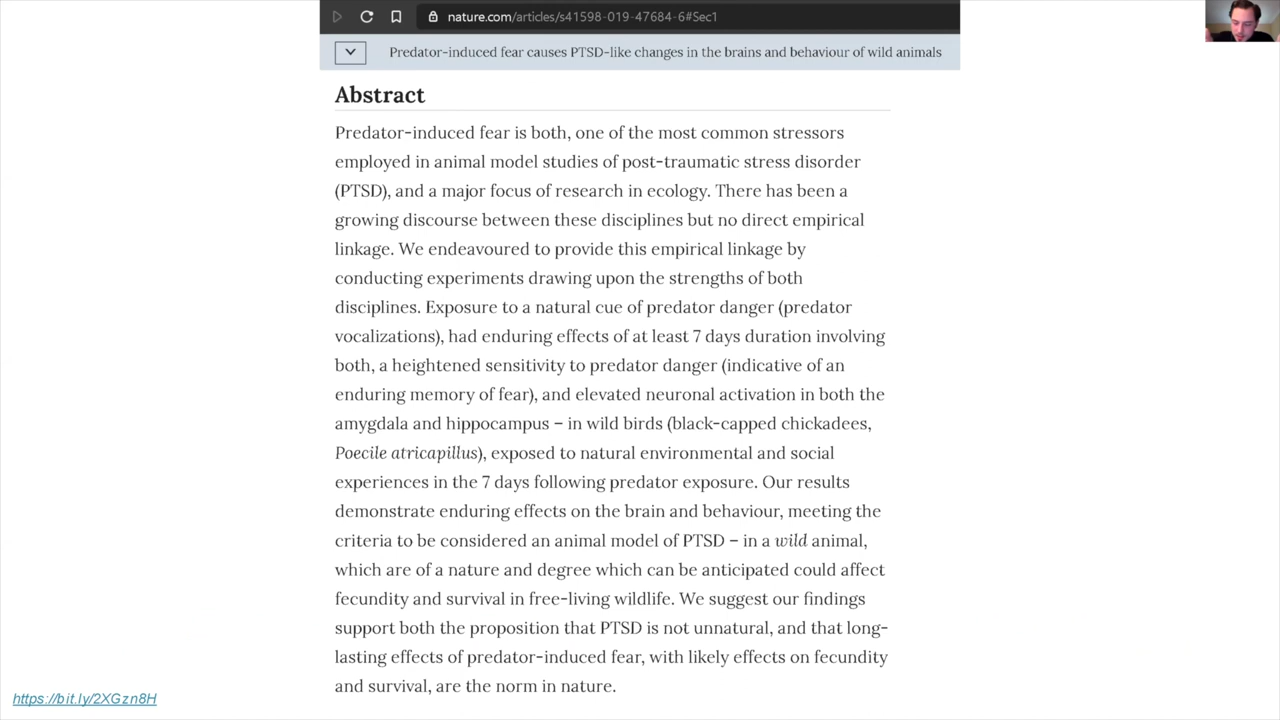 nature.com/articles/s41598-019-47684-6#Sec1
Predator-induced fear causes PTSD-like changes in the brains and behaviour of wild animals
Abstract
Predator-induced fear is both, one of the most common stressors
employed in animal model studies of post-traumatic stress disorder
(PTSD), and a major focus of research in ecology. There has been a
growing discourse between these disciplines but no direct empirical
linkage. We endeavoured to provide this empirical linkage by
conducting experiments drawing upon the strengths of both
disciplines. Exposure to a natural cue of predator danger (predator
vocalizations), had enduring effects of at least 7 days duration involving
both, a heightened sensitivity to predator danger (indicative of an
enduring memory of fear), and elevated neuronal activation in both the
amygdala and hippocampus – in wild birds (black-capped chickadees,
Poecile atricapillus), exposed to natural environmental and social
experiences in the 7 days following predator exposure. Our results
demonstrate enduring effects on the brain and behaviour, meeting the
criteria to be considered an animal model of PTSD – in a wild animal,
which are of a nature and degree which can be anticipated could affect
fecundity and survival in free-living wildlife. We suggest our findings
support both the proposition that PTSD is not unnatural, and that long-
lasting effects of predator-induced fear, with likely effects on fecundity
and survival, are the norm in nature.
https://bit.ly/2XGzn8H